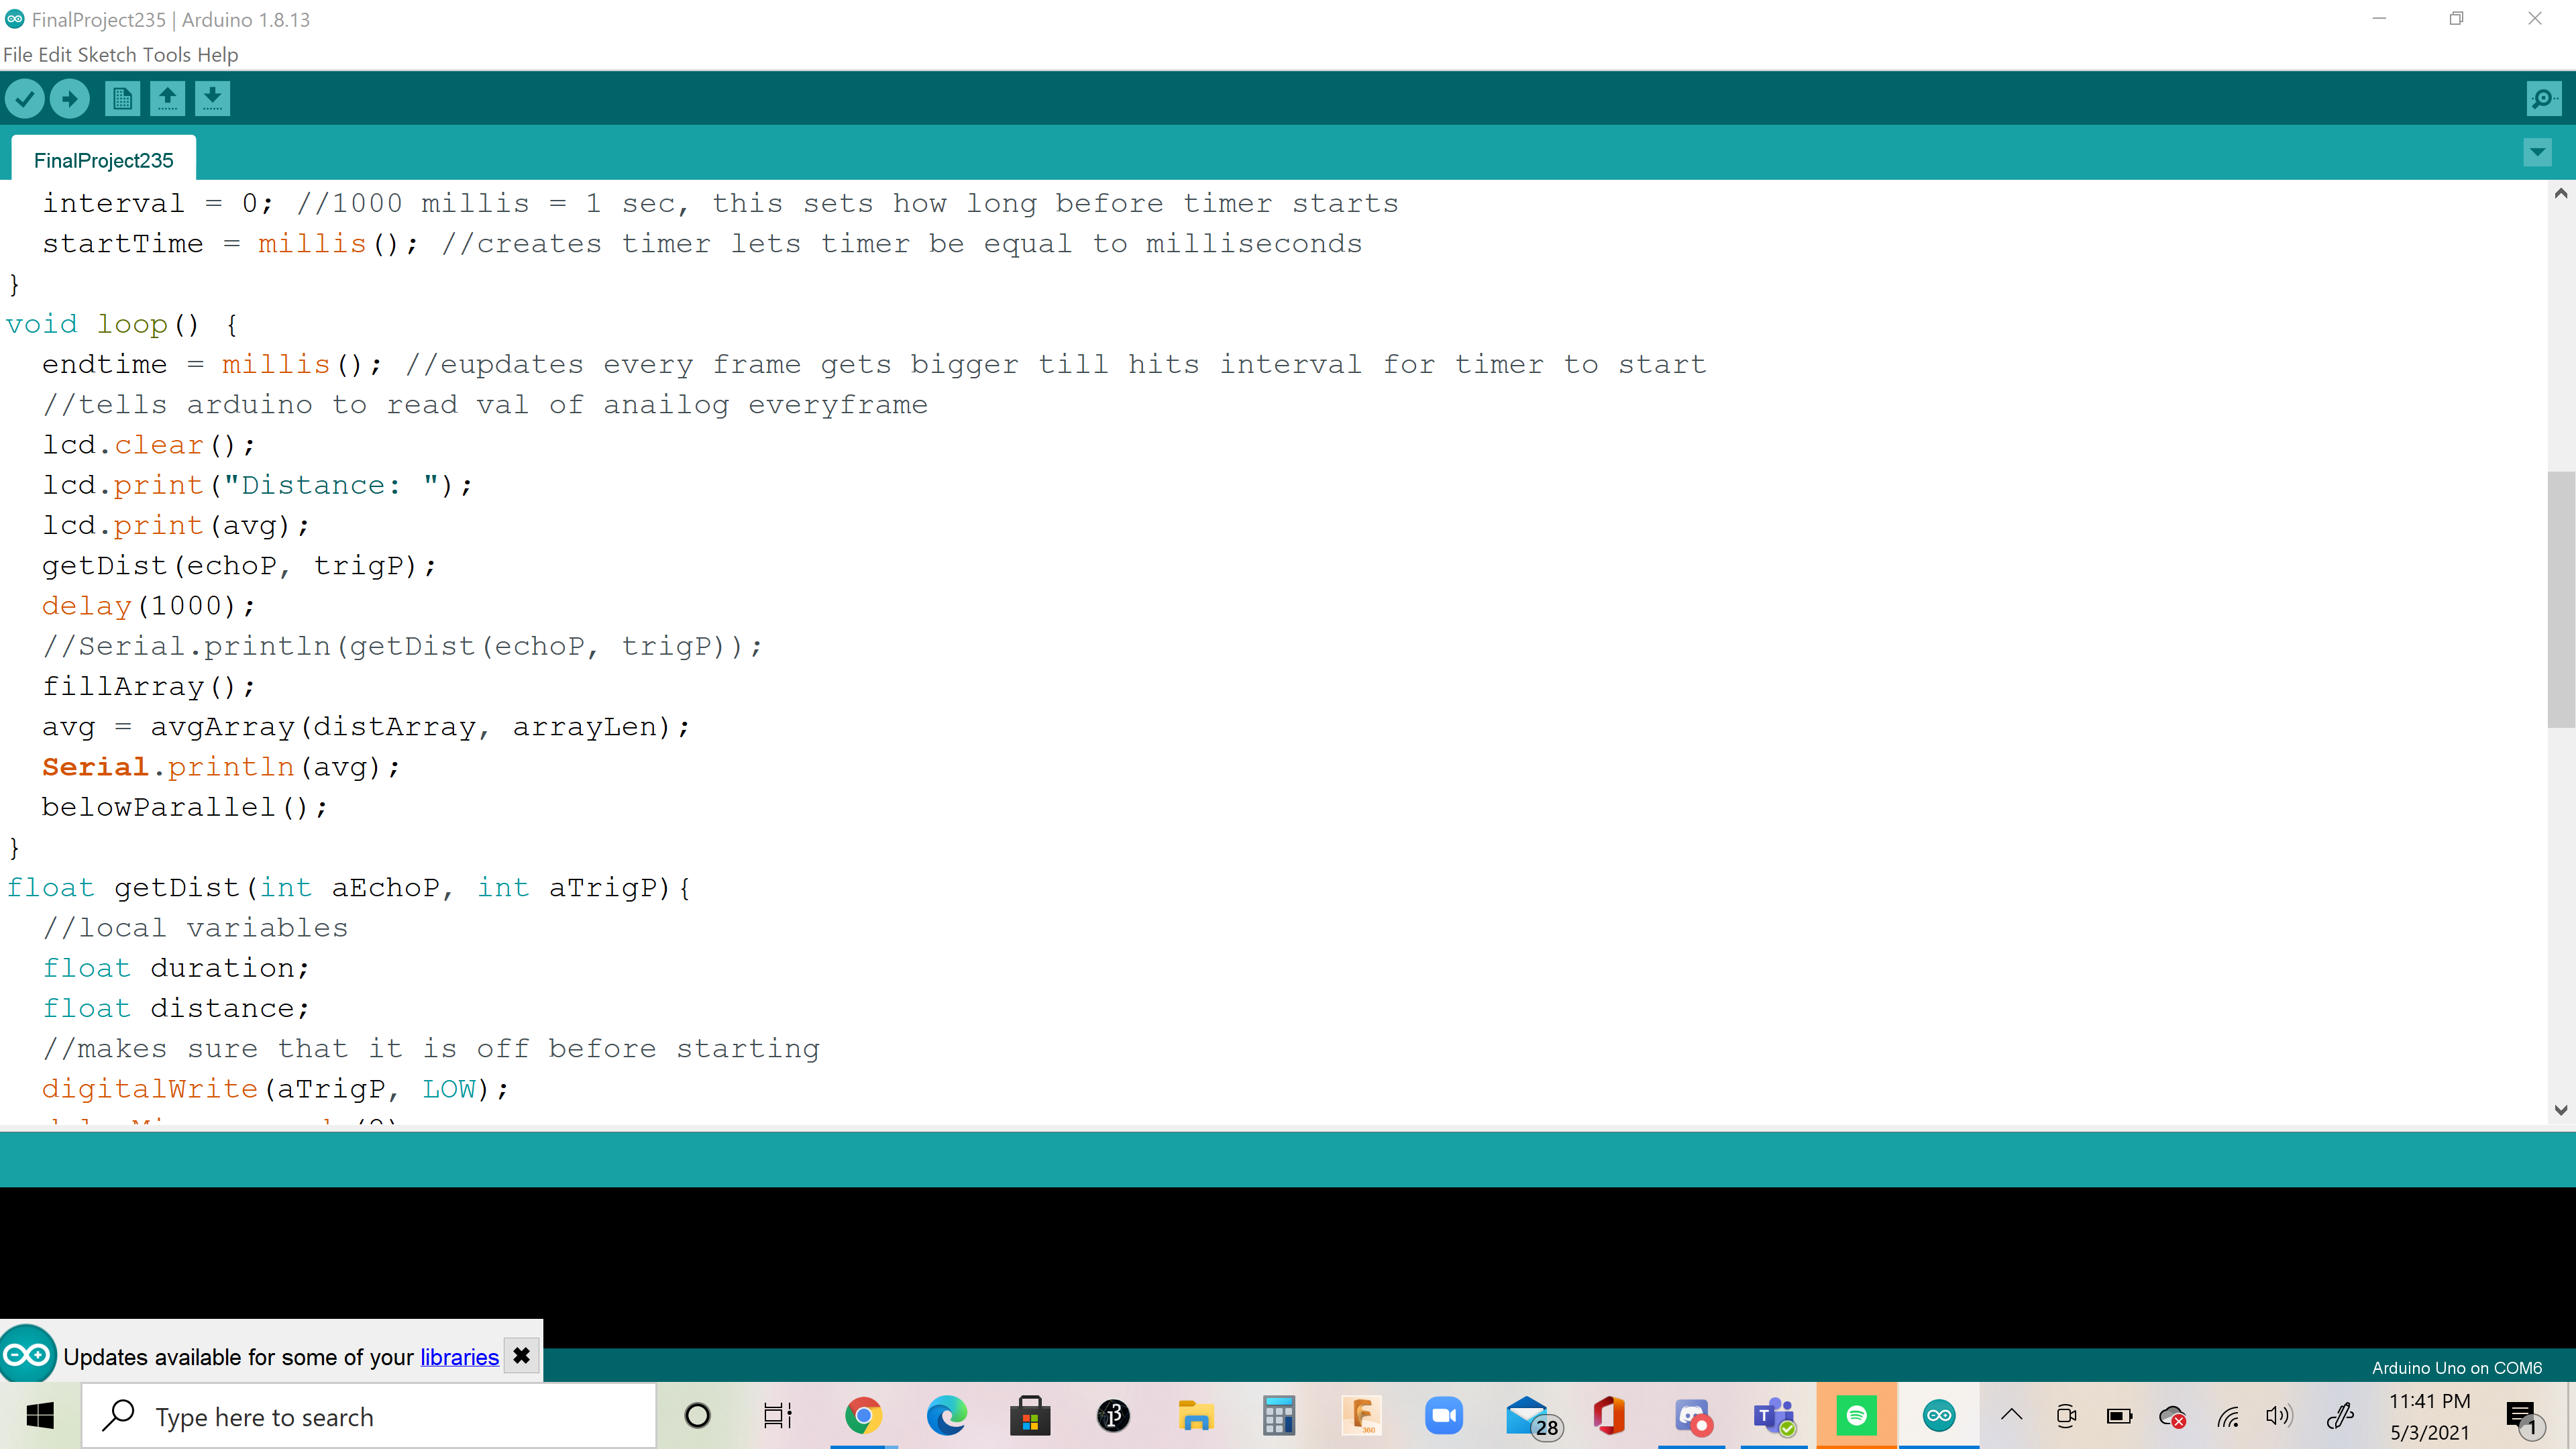 FinalProject235 | Arduino 1.8.13
File Edit Sketch Tools Help
FinalProject235
interval = 0; //1000 millis = 1 sec, this sets how long before timer starts
startTime = millis(); //creates timer lets timer be equal to milliseconds
}
void loop() {
endtime = millis(); //eupdates every frame gets bigger till hits interval for timer to start
//tells arduino to read val of anailog everyframe
lcd.clear();
lcd.print("Distance: ");
lcd.print(avg);
getDist(echoP, trigP);
delay(1000);
//Serial.println(getDist(echoP, trigP));
fillArray();
avg = avgArray(distArray, arrayLen);
Serial.println(avg);
belowParallel();
}
float getDist(int aEchoP, int aTrigP){
//local variables
float duration;
float distance;
//makes sure that it is off before starting
digitalWrite(aTrigP, LOW);
Updates available for some of your libraries
Arduino Uno on COM6
Type here to search
28
11:41 PM
5/3/2021
1